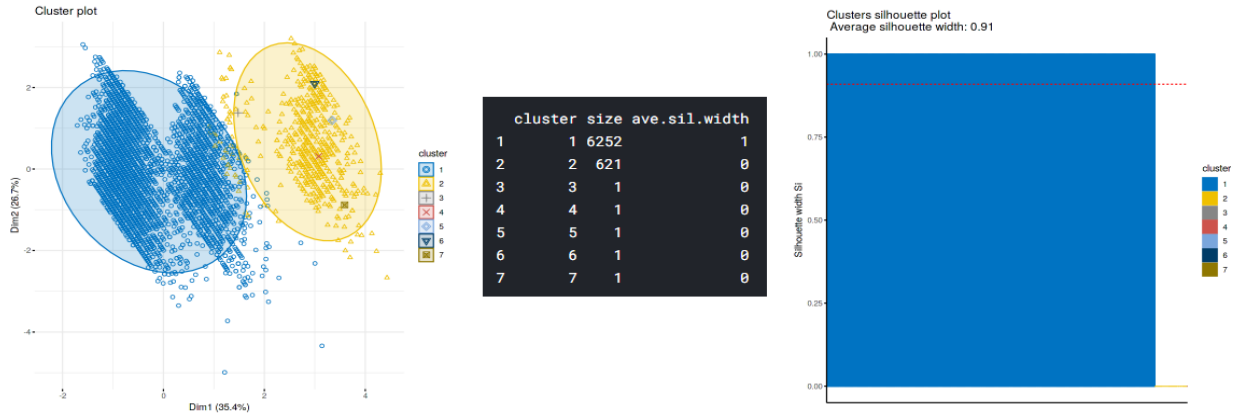 Cluster plot
2
0
-2
-4
Dim2 (26.7%)
-2
0
2
4
Dim1 (35.4%)
cluster
1
2
3
4
5
6
7
cluster size ave.sil.width
1 1 6252 1
2 2 621 0
3 3 1 0
4 4 1 0
5 5 1 0
6 6 1 0
7 7 1 0
Clusters silhouette plot
Average silhouette width: 0.91
1.00
0.75
0.50
0.25
0.00
Silhouette width Si
cluster
1
2
3
4
5
6
7